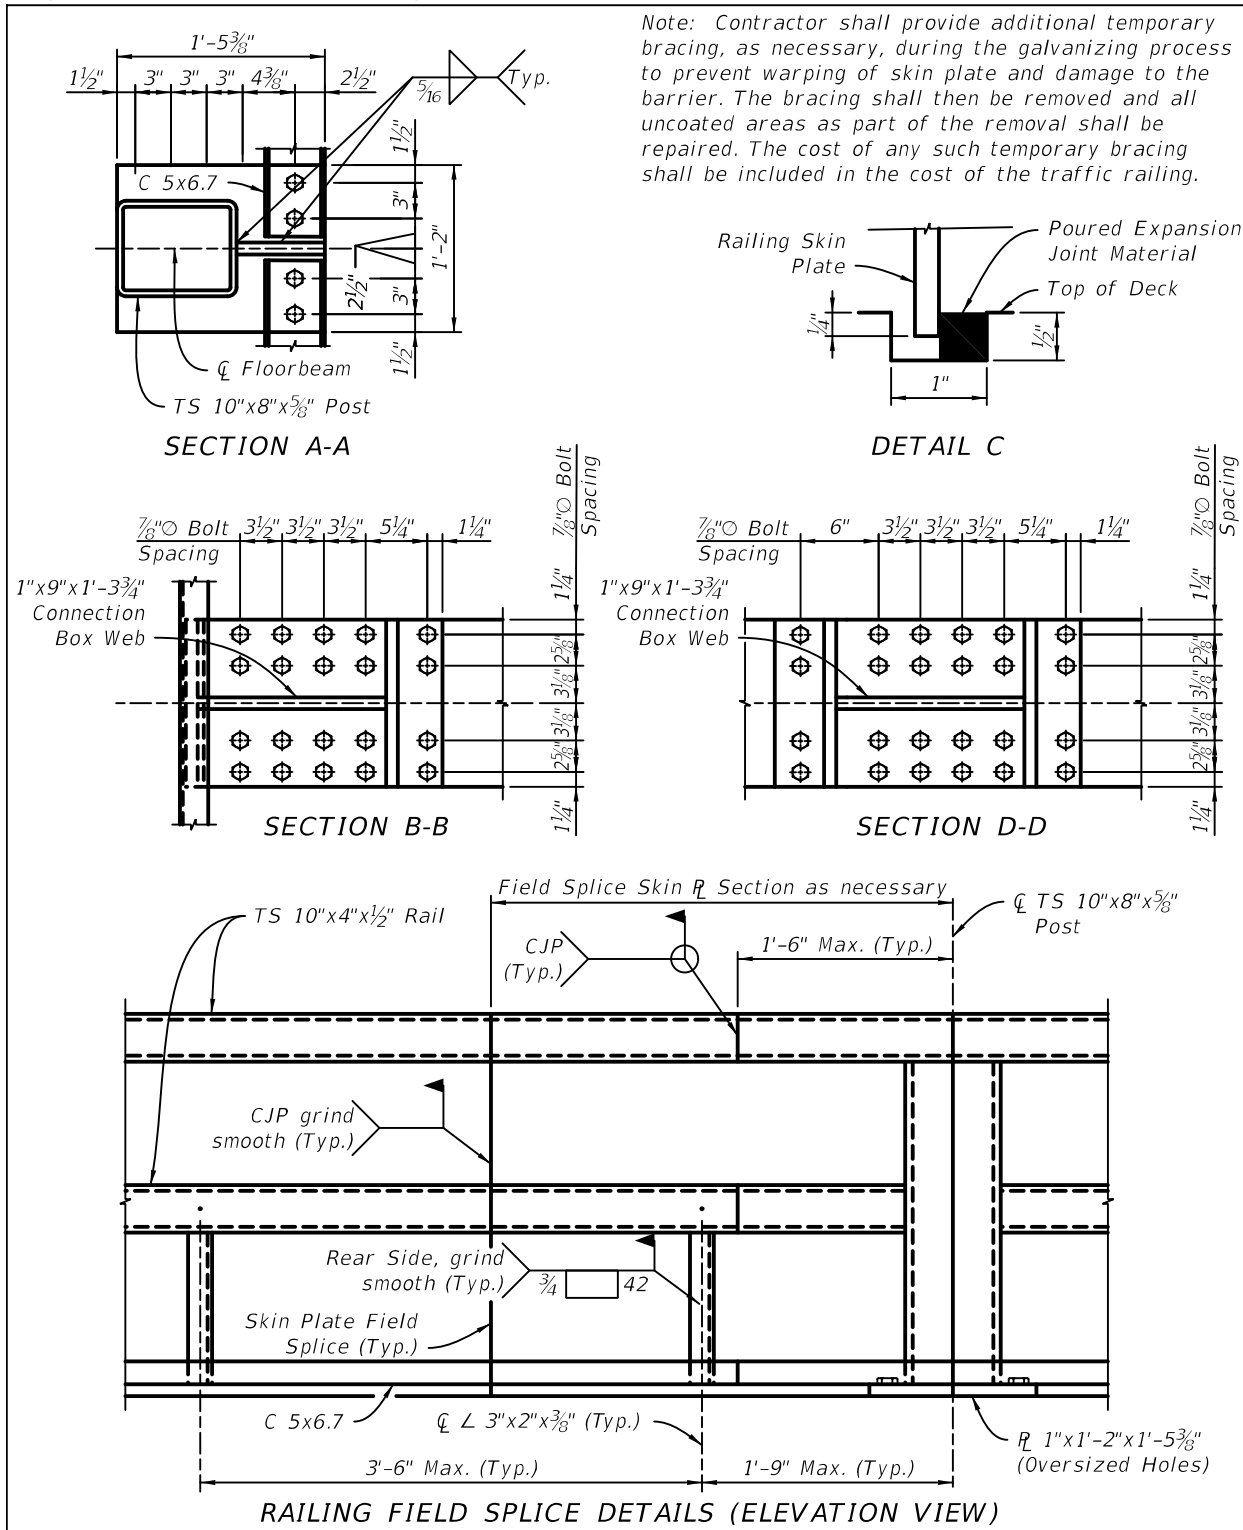 Note: Contractor shall provide additional temporary
bracing, as necessary, during the galvanizing process
to prevent warping of skin plate and damage to the
barrier. The bracing shall then be removed and all
uncoated areas as part of the removal shall be
repaired. The cost of any such temporary bracing
shall be included in the cost of the traffic railing.
1'-5⅜"
1½"
3"
3"
3"
4⅜"
2½"
5/16
Typ.
1½"
3"
1'-2"
2½"
3"
1½"
C 5x6.7
℄ Floorbeam
TS 10"x8"x⅝" Post
SECTION A-A
Railing Skin
Plate
Poured Expansion
Joint Material
Top of Deck
¼"
½"
1"
DETAIL C
⅞"∅ Bolt
Spacing
3½"
3½"
3½"
5¼"
1¼"
⅞"∅ Bolt
Spacing
1"x9"x1'-3¾"
Connection
Box Web
1¼"
2⅝"
3⅛"
3⅛"
2⅝"
1¼"
SECTION B-B
⅞"∅ Bolt
Spacing
6"
3½"
3½"
3½"
5¼"
1¼"
⅞"∅ Bolt
Spacing
1"x9"x1'-3¾"
Connection
Box Web
1¼"
2⅝"
3⅛"
3⅛"
2⅝"
1¼"
SECTION D-D
Field Splice Skin ⅊ Section as necessary
TS 10"x4"x½" Rail
CJP
(Typ.)
1'-6" Max. (Typ.)
℄ TS 10"x8"x⅝"
Post
CJP grind
smooth (Typ.)
Rear Side, grind
smooth (Typ.)
¾
42
Skin Plate Field
Splice (Typ.)
C 5x6.7
℄ ∠ 3"x2"x⅜" (Typ.)
⅊ 1"x1'-2"x1'-5⅜"
(Oversized Holes)
3'-6" Max. (Typ.)
1'-9" Max. (Typ.)
RAILING FIELD SPLICE DETAILS (ELEVATION VIEW)